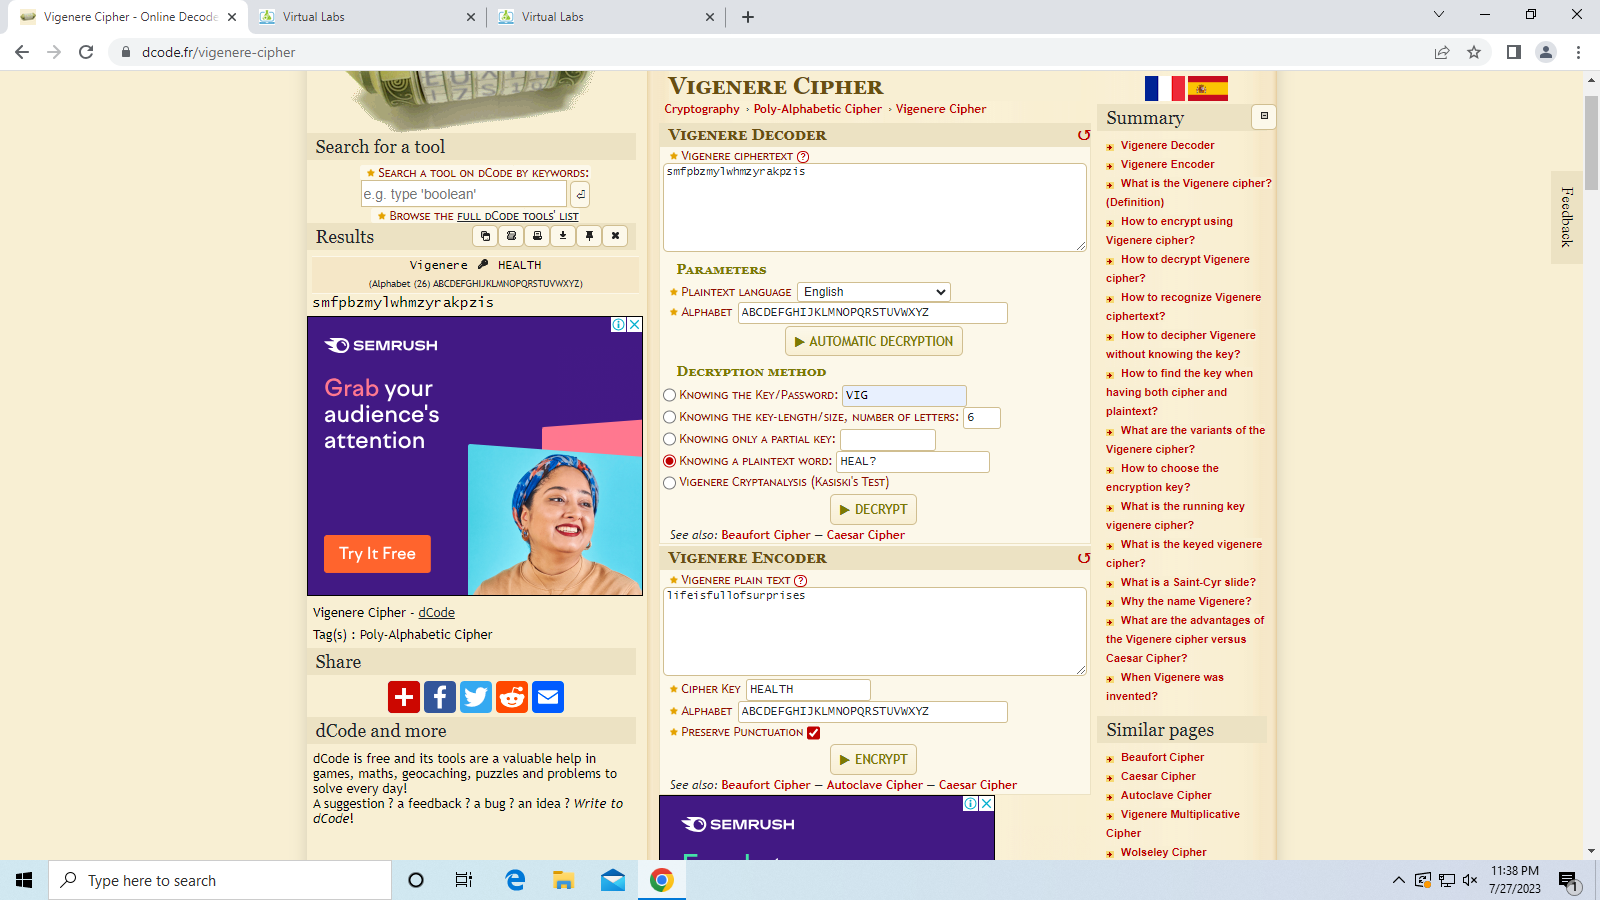 Vigenere Cipher - Online Decode
Virtual Labs
Virtual Labs
dcode.fr/vigenere-cipher
Search for a tool
SEARCH A TOOL ON DCODE BY KEYWORDS:
e.g. type 'boolean'
BROWSE THE FULL DCODE TOOLS' LIST
Results
Vigenere HEALTH
(Alphabet (26) ABCDEFGHIJKLMNOPQRSTUVWXYZ)
smfpbzmylwhmzyrakpzis
SEMRUSH
Grab your
audience's
attention
Try It Free
Vigenere Cipher - dCode
Tag(s) : Poly-Alphabetic Cipher
Share
dCode and more
dCode is free and its tools are a valuable help in
games, maths, geocaching, puzzles and problems to
solve every day!
A suggestion ? a feedback ? a bug ? an idea ? Write to
dCode!
VIGENERE CIPHER
Cryptography › Poly-Alphabetic Cipher › Vigenere Cipher
VIGENERE DECODER
VIGENERE CIPHERTEXT ?
smfpbzmylwhmzyrakpzis
PARAMETERS
PLAINTEXT LANGUAGE English
ALPHABET ABCDEFGHIJKLMNOPQRSTUVWXYZ
AUTOMATIC DECRYPTION
DECRYPTION METHOD
KNOWING THE KEY/PASSWORD: VIG
KNOWING THE KEY-LENGTH/SIZE, NUMBER OF LETTERS: 6
KNOWING ONLY A PARTIAL KEY:
KNOWING A PLAINTEXT WORD: HEAL?
VIGENERE CRYPTANALYSIS (KASISKI'S TEST)
DECRYPT
See also: Beaufort Cipher — Caesar Cipher
VIGENERE ENCODER
VIGENERE PLAIN TEXT ?
lifeisfullofsurprises
CIPHER KEY HEALTH
ALPHABET ABCDEFGHIJKLMNOPQRSTUVWXYZ
PRESERVE PUNCTUATION
ENCRYPT
See also: Beaufort Cipher — Autoclave Cipher — Caesar Cipher
SEMRUSH
Summary
Vigenere Decoder
Vigenere Encoder
What is the Vigenere cipher?
(Definition)
How to encrypt using
Vigenere cipher?
How to decrypt Vigenere
cipher?
How to recognize Vigenere
ciphertext?
How to decipher Vigenere
without knowing the key?
How to find the key when
having both cipher and
plaintext?
What are the variants of the
Vigenere cipher?
How to choose the
encryption key?
What is the running key
vigenere cipher?
What is the keyed vigenere
cipher?
What is a Saint-Cyr slide?
Why the name Vigenere?
What are the advantages of
the Vigenere cipher versus
Caesar Cipher?
When Vigenere was
invented?
Similar pages
Beaufort Cipher
Caesar Cipher
Autoclave Cipher
Vigenere Multiplicative
Cipher
Wolseley Cipher
Feedback
Type here to search
11:38 PM
7/27/2023
1